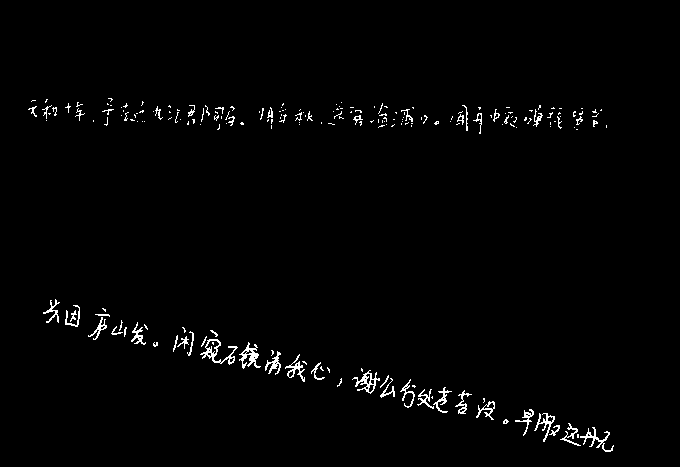 元和十年,予左迁九江郡司马。明年秋,送客湓浦口。闻舟中夜弹琵琶者,
兴因庐山发。闲窥石镜清我心,谢公行处苍苔没。早服还丹无